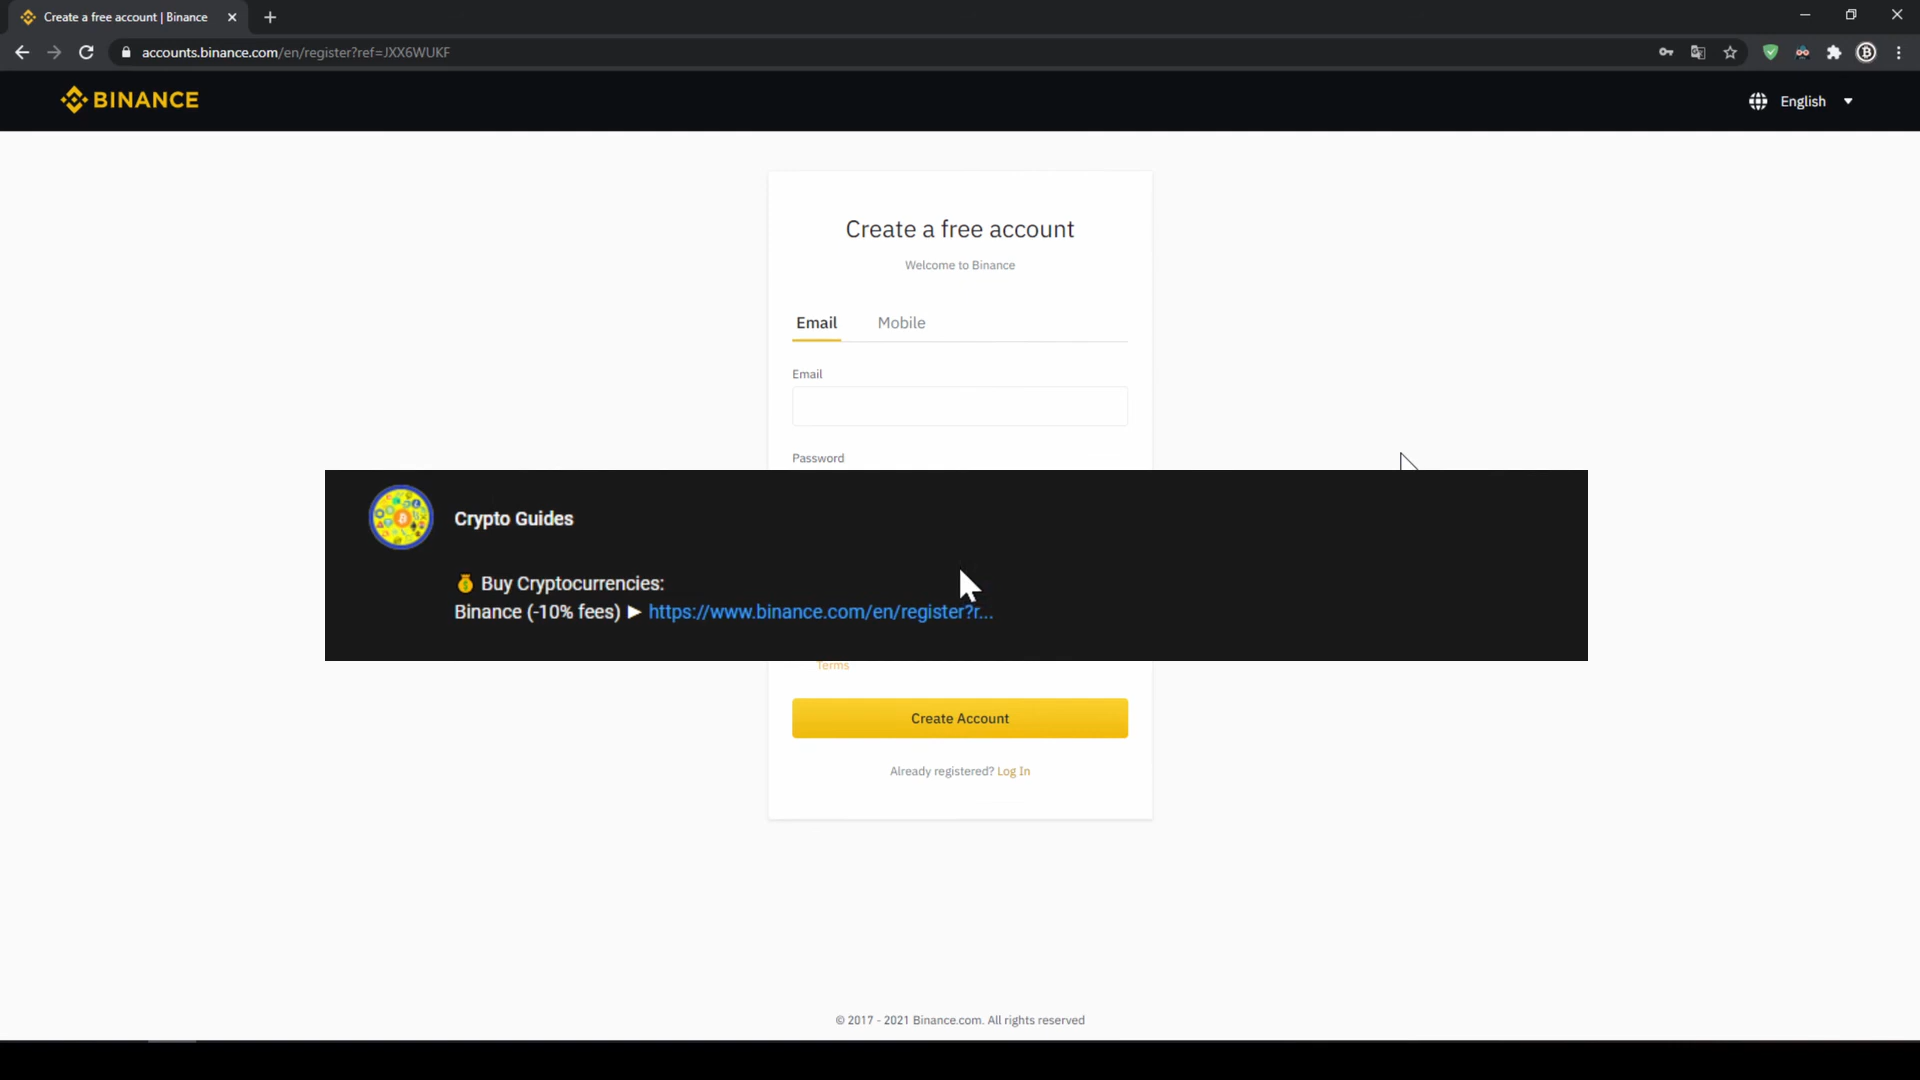 Create a free account | Binance
accounts.binance.com/en/register?ref=JXX6WUKF
BINANCE
English
Create a free account
Welcome to Binance
Email Mobile
Email
Password
Crypto Guides
💰 Buy Cryptocurrencies:
Binance (-10% fees) ► https://www.binance.com/en/register?r...
Terms
Create Account
Already registered? Log In
© 2017 - 2021 Binance.com. All rights reserved